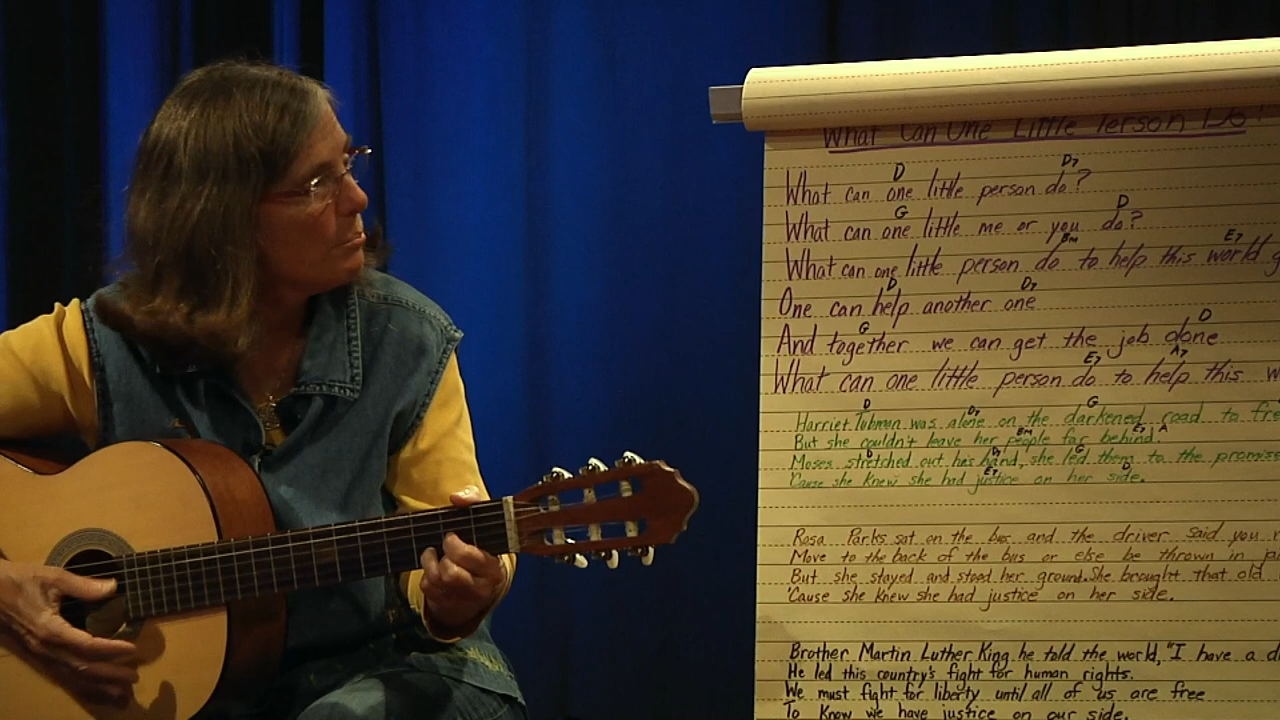 What Can One Little Person Do?
D D7
What can one little person do?
G D
What can one little me or you do?
Bm E7
What can one little person do to help this world g
D D7
One can help another one
G D
And together we can get the job done
E7 A7
What can one little person do to help this w
D D7 G
Harriet Tubman was alone on the darkened road to fre
Bm E7 A
But she couldn't leave her people far behind.
D D7 G
Moses stretched out his hand, she led them to the promise
E7 D
'Cause she knew she had justice on her side.
Rosa Parks sat on the bus and the driver said you
Move to the back of the bus or else be thrown in
But she stayed and stood her ground. She brought that old
'Cause she knew she had justice on her side.
Brother Martin Luther King he told the world, "I have a d
He led this country's fight for human rights.
We must fight for liberty until all of us are free
To know we have justice on our side.